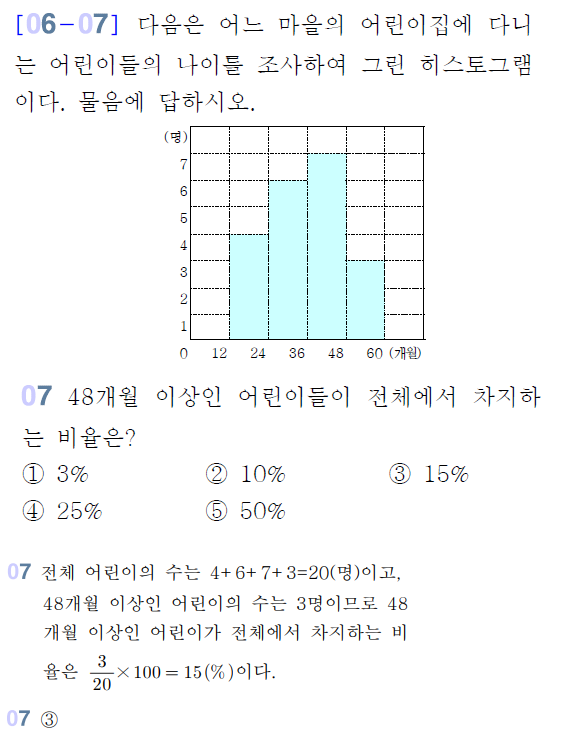 [06-07] 다음은 어느 마을의 어린이집에 다니
는 어린이들의 나이틀 조사하여 그린 히스토그램
이다. 물음에 답하시오.
(명)
7
6
5
4
3
2
1
0 12 24 36 48 60 (개월)
07 48개월 이상인 어린이들이 전체에서 차지하
는 비율은?
① 3% ② 10% ③ 15%
④ 25% ⑤ 50%
07 전체 어린이의 수는 4+6+7+3=20(명)이고,
48개월 이상인 어린이의 수는 3명이므로 48
개월 이상인 어린이가 전체에서 차지하는 비
율은 3/20×100=15(%)이다.
07 ③